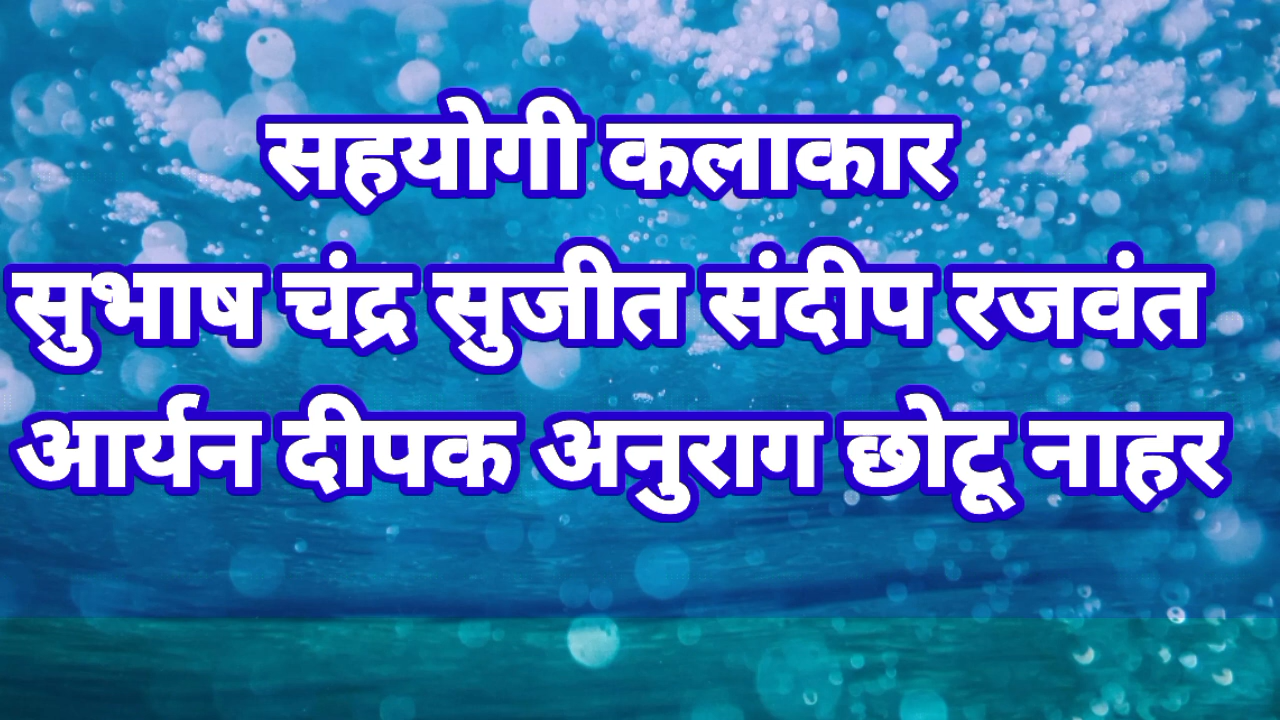 सहयोगी कलाकार
सुभाष चंद्र सुजीत संदीप रजवंत
आर्यन दीपक अनुराग छोटू नाहर